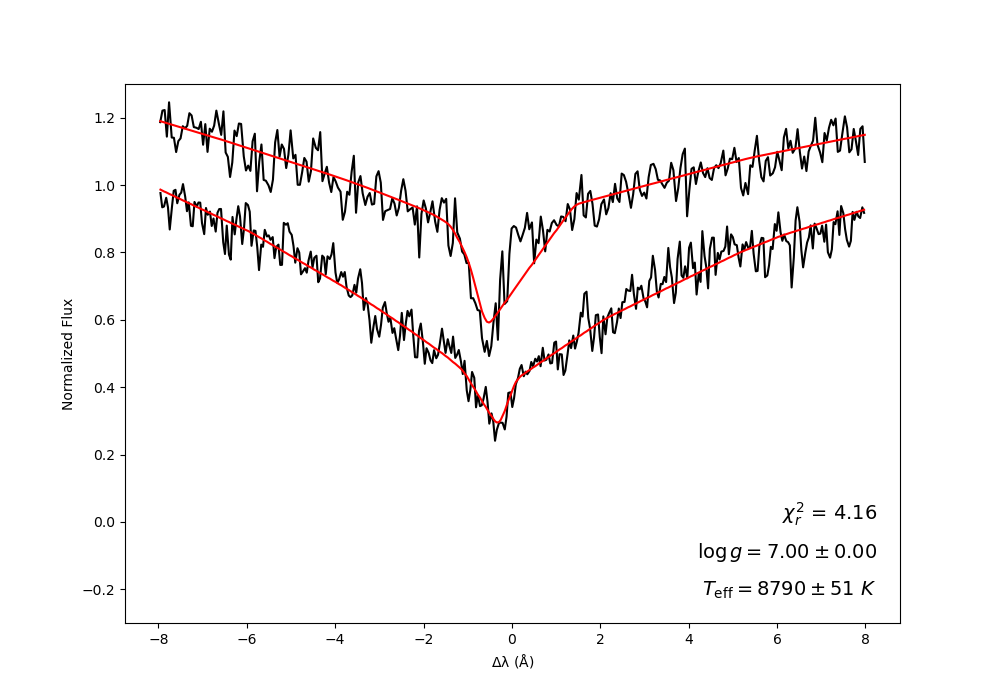 1.2
1.0
0.8
0.6
0.4
0.2
0.0
−0.2
Normalized Flux
χ²ᵣ = 4.16
log g = 7.00 ± 0.00
T_eff = 8790 ± 51 K
−8 −6 −4 −2 0 2 4 6 8
Δλ (Å)